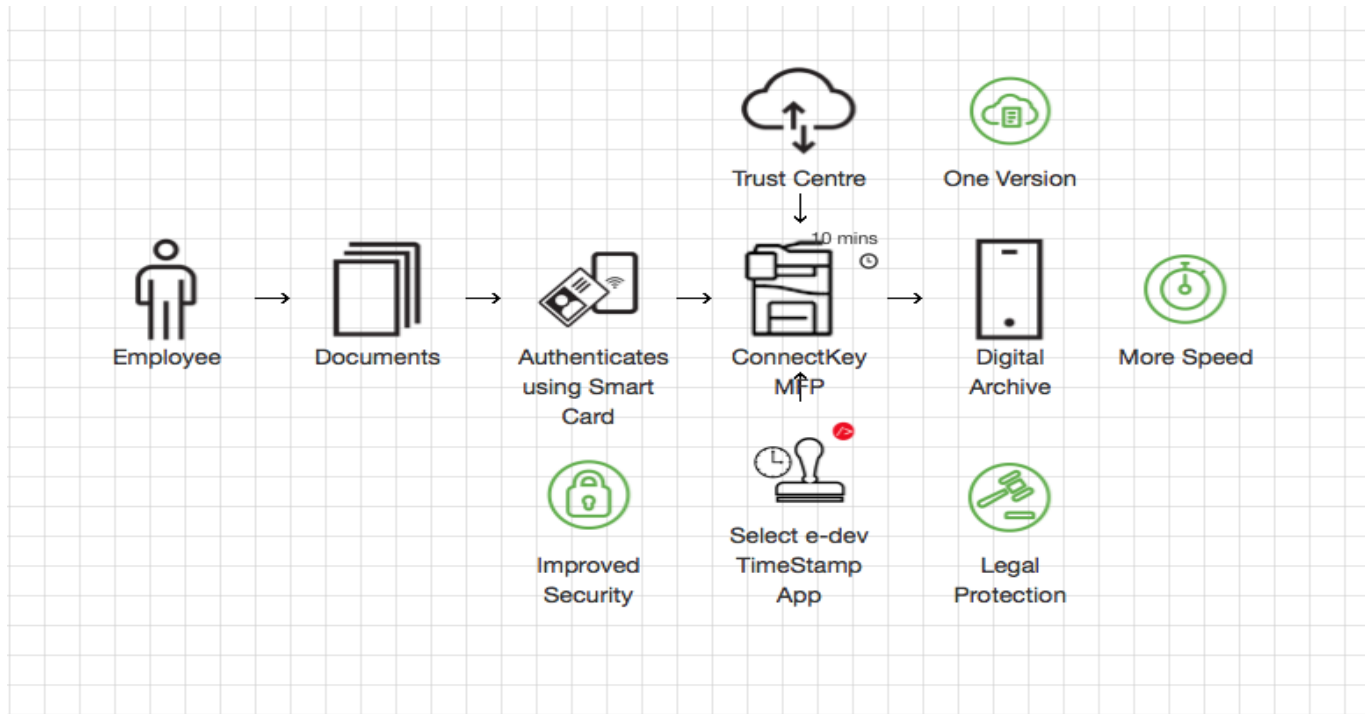 Trust Centre
One Version
10 mins
Employee
Documents
Authenticates
using Smart
Card
ConnectKey
MFP
Digital
Archive
More Speed
Improved
Security
Select e-dev
TimeStamp
App
Legal
Protection